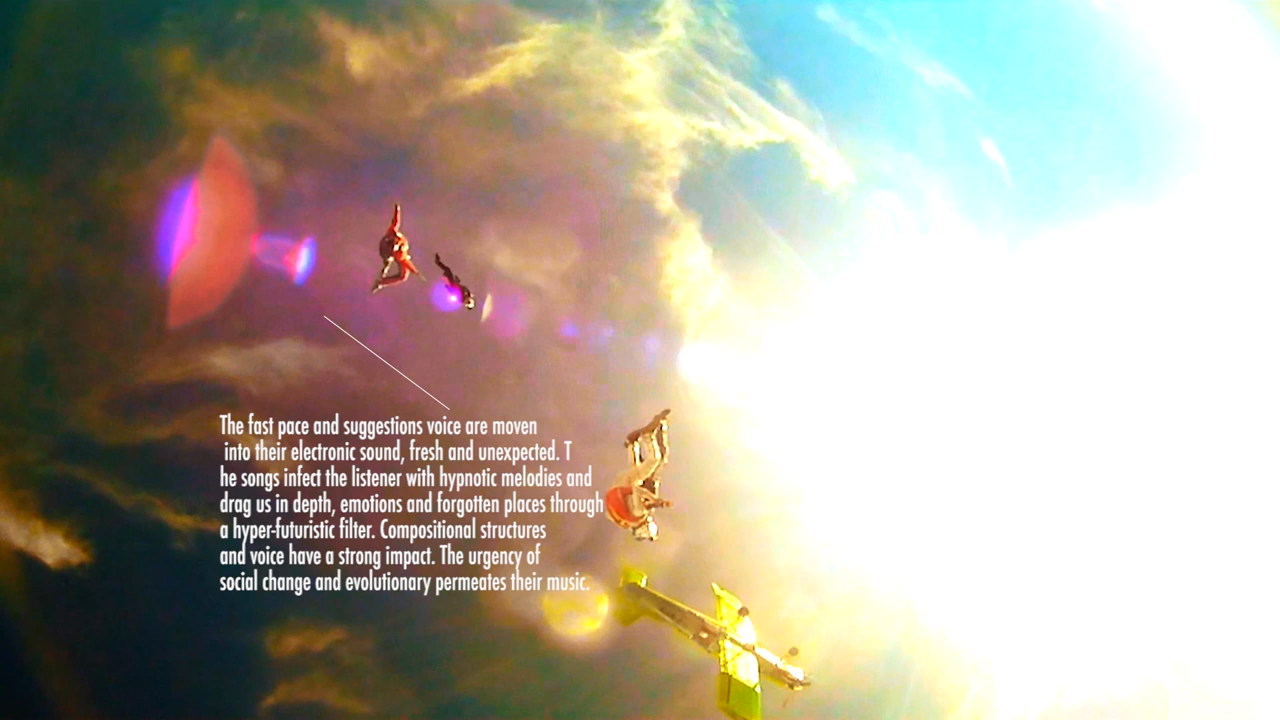 The fast pace and suggestions voice are moven
into their electronic sound, fresh and unexpected. T
he songs infect the listener with hypnotic melodies and
drag us in depth, emotions and forgotten places through
a hyper-futuristic filter. Compositional structures
and voice have a strong impact. The urgency of
social change and evolutionary permeates their music.